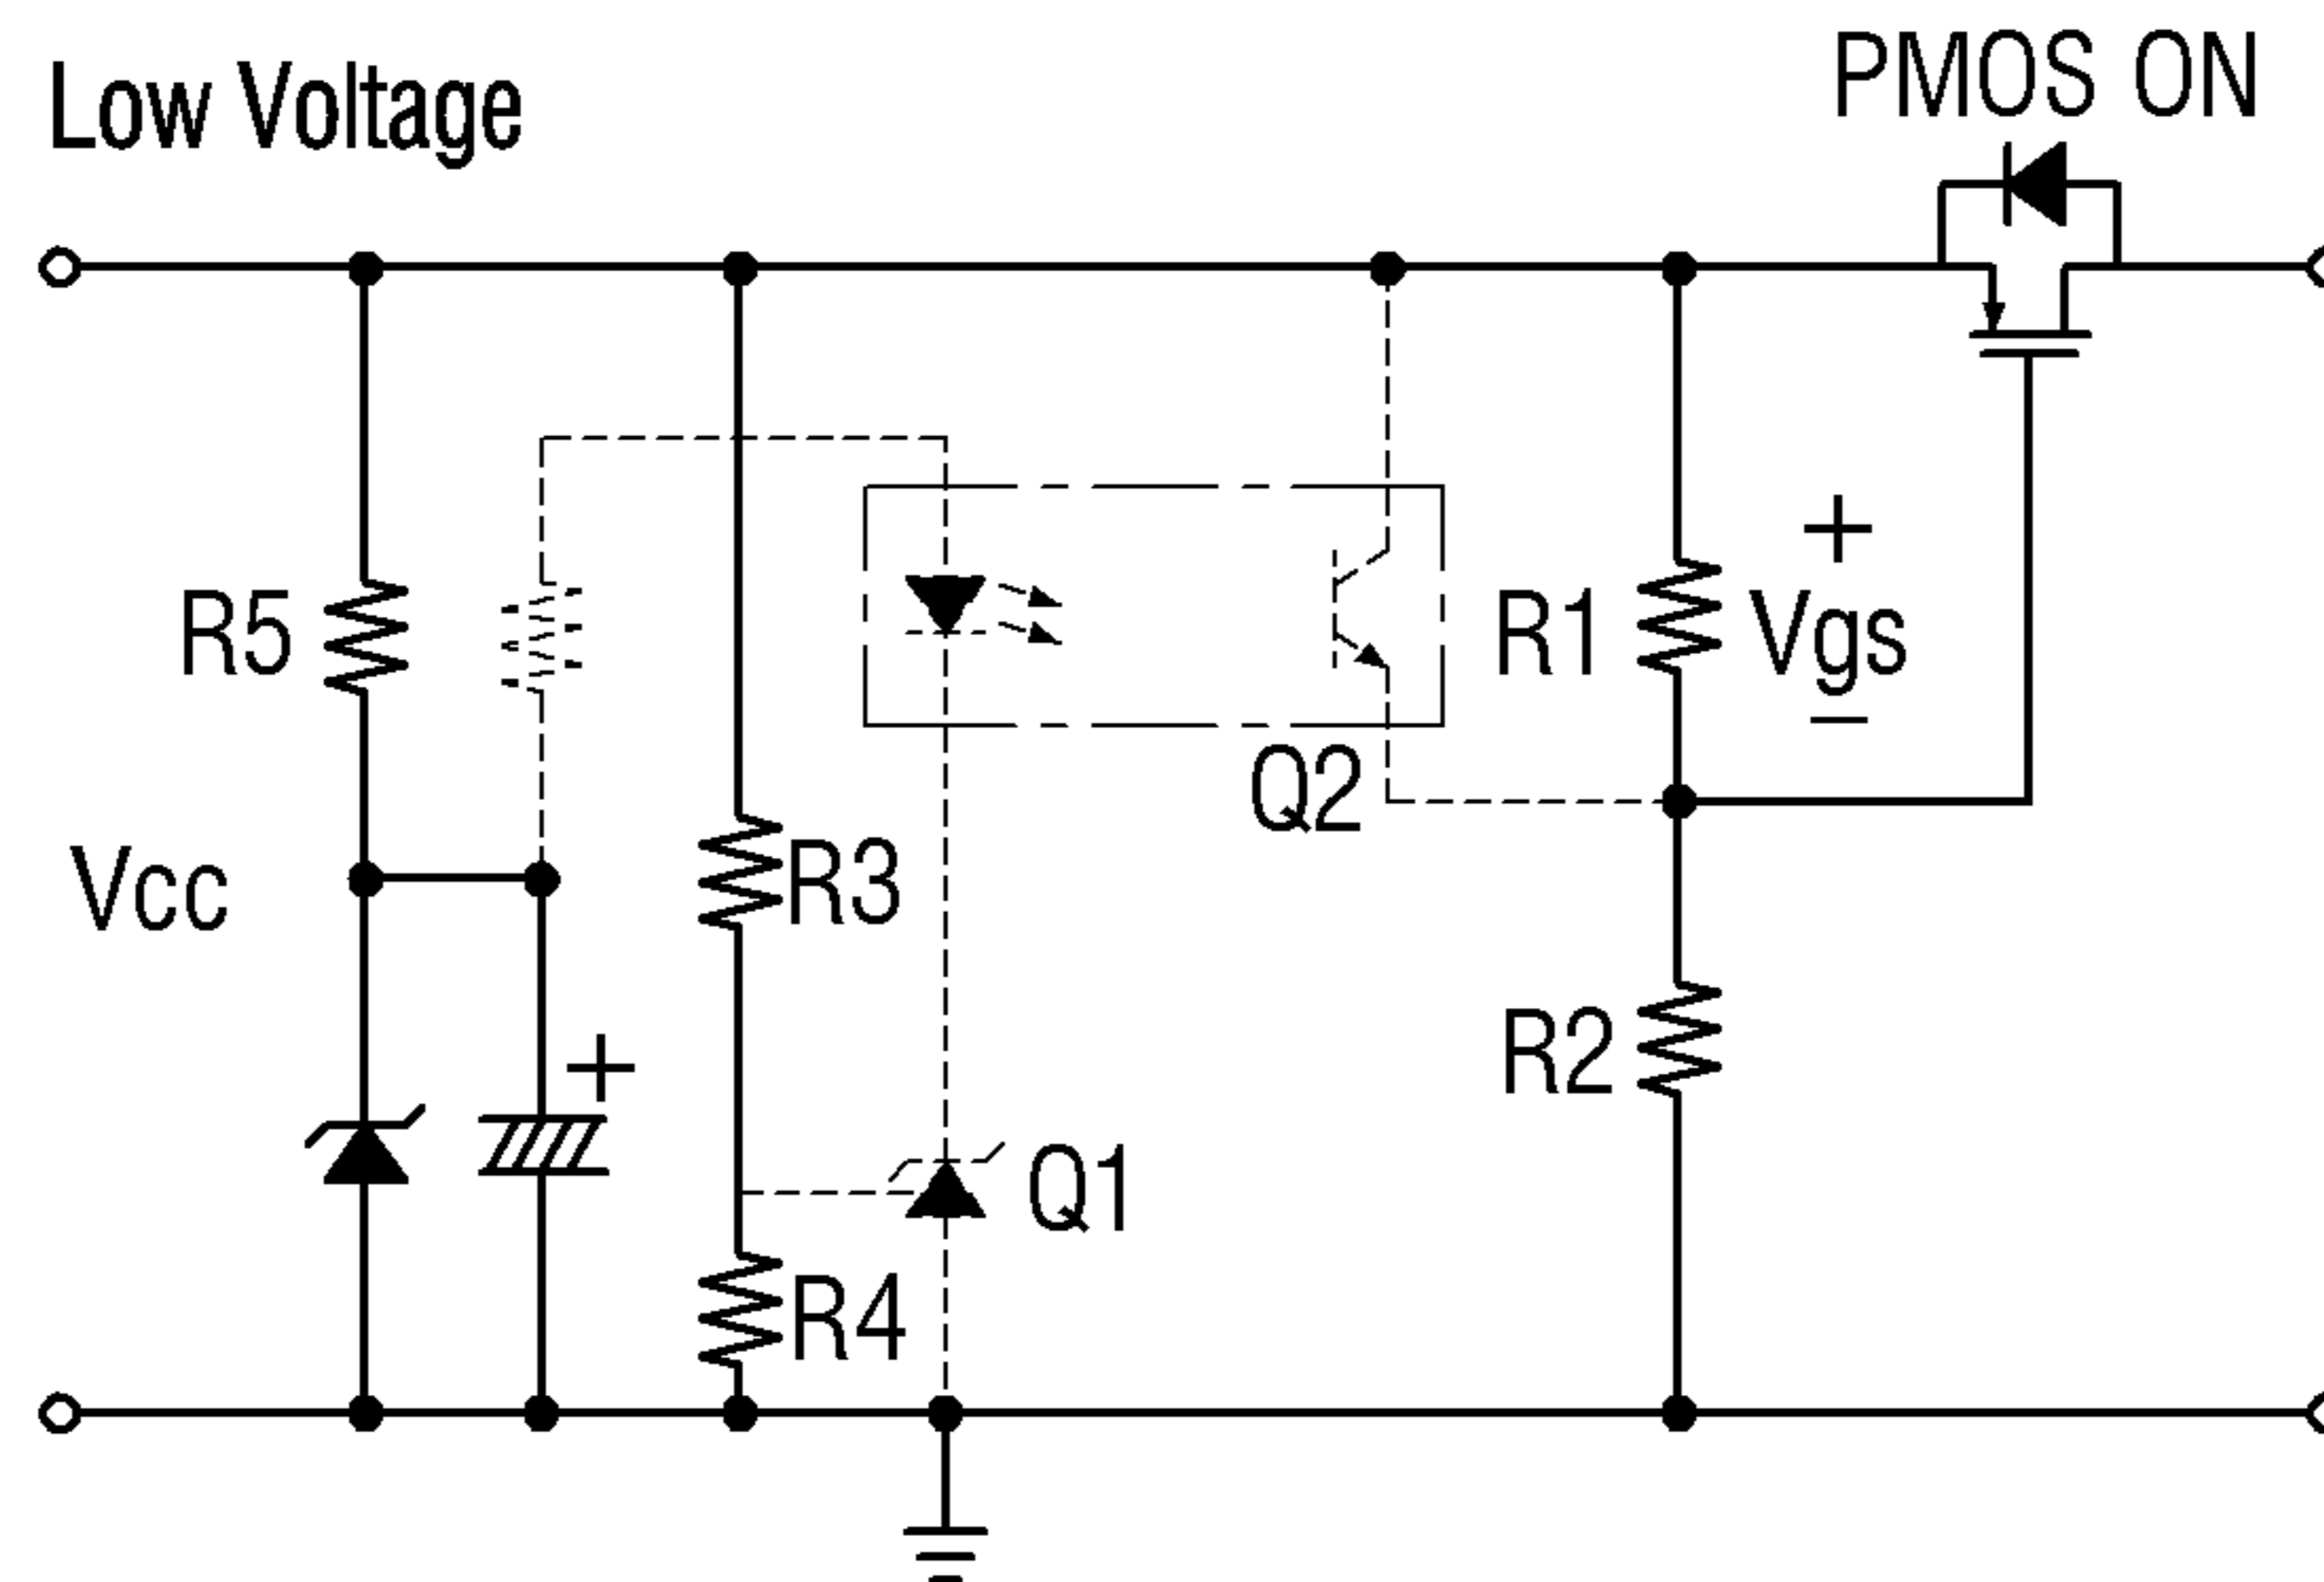 PMOS ON
Low Voltage
R5
R1
+
Vgs
−
Q2
Vcc
R3
R2
+
Q1
R4